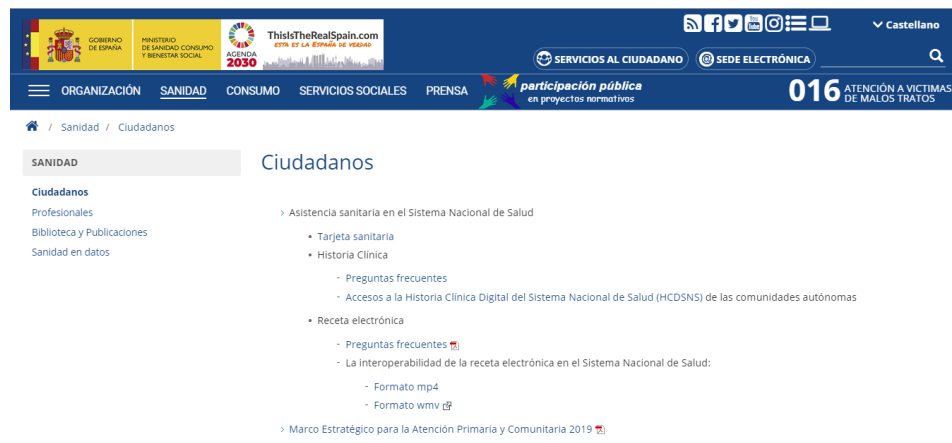 GOBIERNO
DE ESPAÑA
MINISTERIO
DE SANIDAD CONSUMO
Y BIENESTAR SOCIAL
AGENDA
2030
ThisIsTheRealSpain.com
ESTA ES LA ESPAÑA DE VERDAD
You
Castellano
SERVICIOS AL CIUDADANO
@ SEDE ELECTRÓNICA
ORGANIZACIÓN SANIDAD CONSUMO SERVICIOS SOCIALES PRENSA
participación pública
en proyectos normativos
016 ATENCIÓN A VICTIMAS
DE MALOS TRATOS
/ Sanidad / Ciudadanos
SANIDAD
Ciudadanos
Profesionales
Biblioteca y Publicaciones
Sanidad en datos
Ciudadanos
› Asistencia sanitaria en el Sistema Nacional de Salud
▪ Tarjeta sanitaria
▪ Historia Clínica
- Preguntas frecuentes
- Accesos a la Historia Clínica Digital del Sistema Nacional de Salud (HCDSNS) de las comunidades autónomas
▪ Receta electrónica
- Preguntas frecuentes
- La interoperabilidad de la receta electrónica en el Sistema Nacional de Salud:
- Formato mp4
- Formato wmv
› Marco Estratégico para la Atención Primaria y Comunitaria 2019